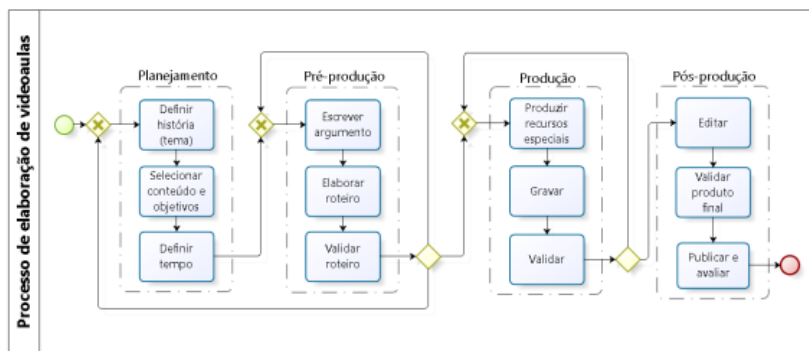 Processo de elaboração de videoaulas
Planejamento
Definir
história
(tema)
Selecionar
conteúdo e
objetivos
Definir
tempo
Pré-produção
Escrever
argumento
Elaborar
roteiro
Validar
roteiro
Produção
Produzir
recursos
especiais
Gravar
Validar
Pós-produção
Editar
Validar
produto
final
Publicar e
avaliar